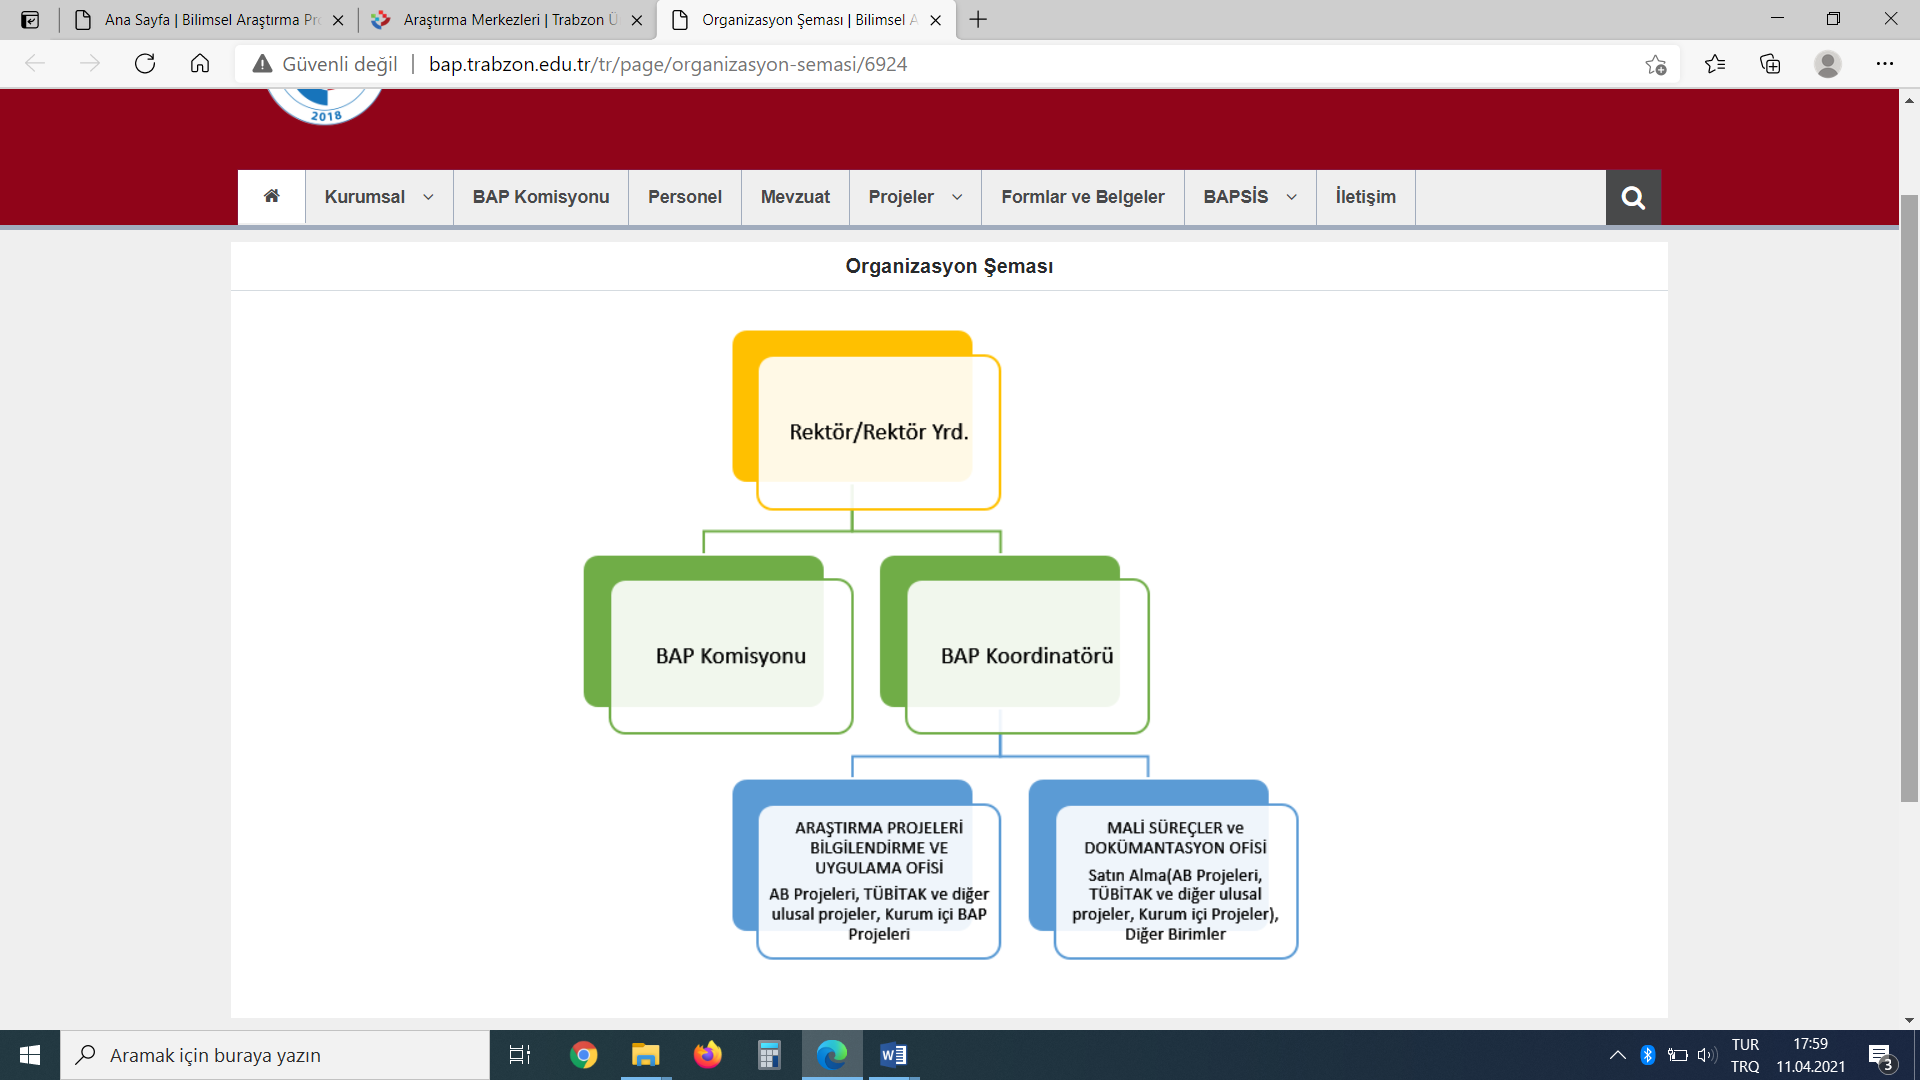 Ana Sayfa | Bilimsel Araştırma Pr
Araştırma Merkezleri | Trabzon Ü
Organizasyon Şeması | Bilimsel A
Güvenli değil
bap.trabzon.edu.tr/tr/page/organizasyon-semasi/6924
2018
Kurumsal
BAP Komisyonu
Personel
Mevzuat
Projeler
Formlar ve Belgeler
BAPSİS
İletişim
Organizasyon Şeması
Rektör/Rektör Yrd.
BAP Komisyonu
BAP Koordinatörü
ARAŞTIRMA PROJELERİ
BİLGİLENDİRME VE
UYGULAMA OFİSİ
AB Projeleri, TÜBİTAK ve diğer
ulusal projeler, Kurum içi BAP
Projeleri
MALİ SÜREÇLER ve
DOKÜMANTASYON OFİSİ
Satın Alma(AB Projeleri,
TÜBİTAK ve diğer ulusal
projeler, Kurum içi Projeler),
Diğer Birimler
Aramak için buraya yazın
TUR
TRQ
17:59
11.04.2021
3